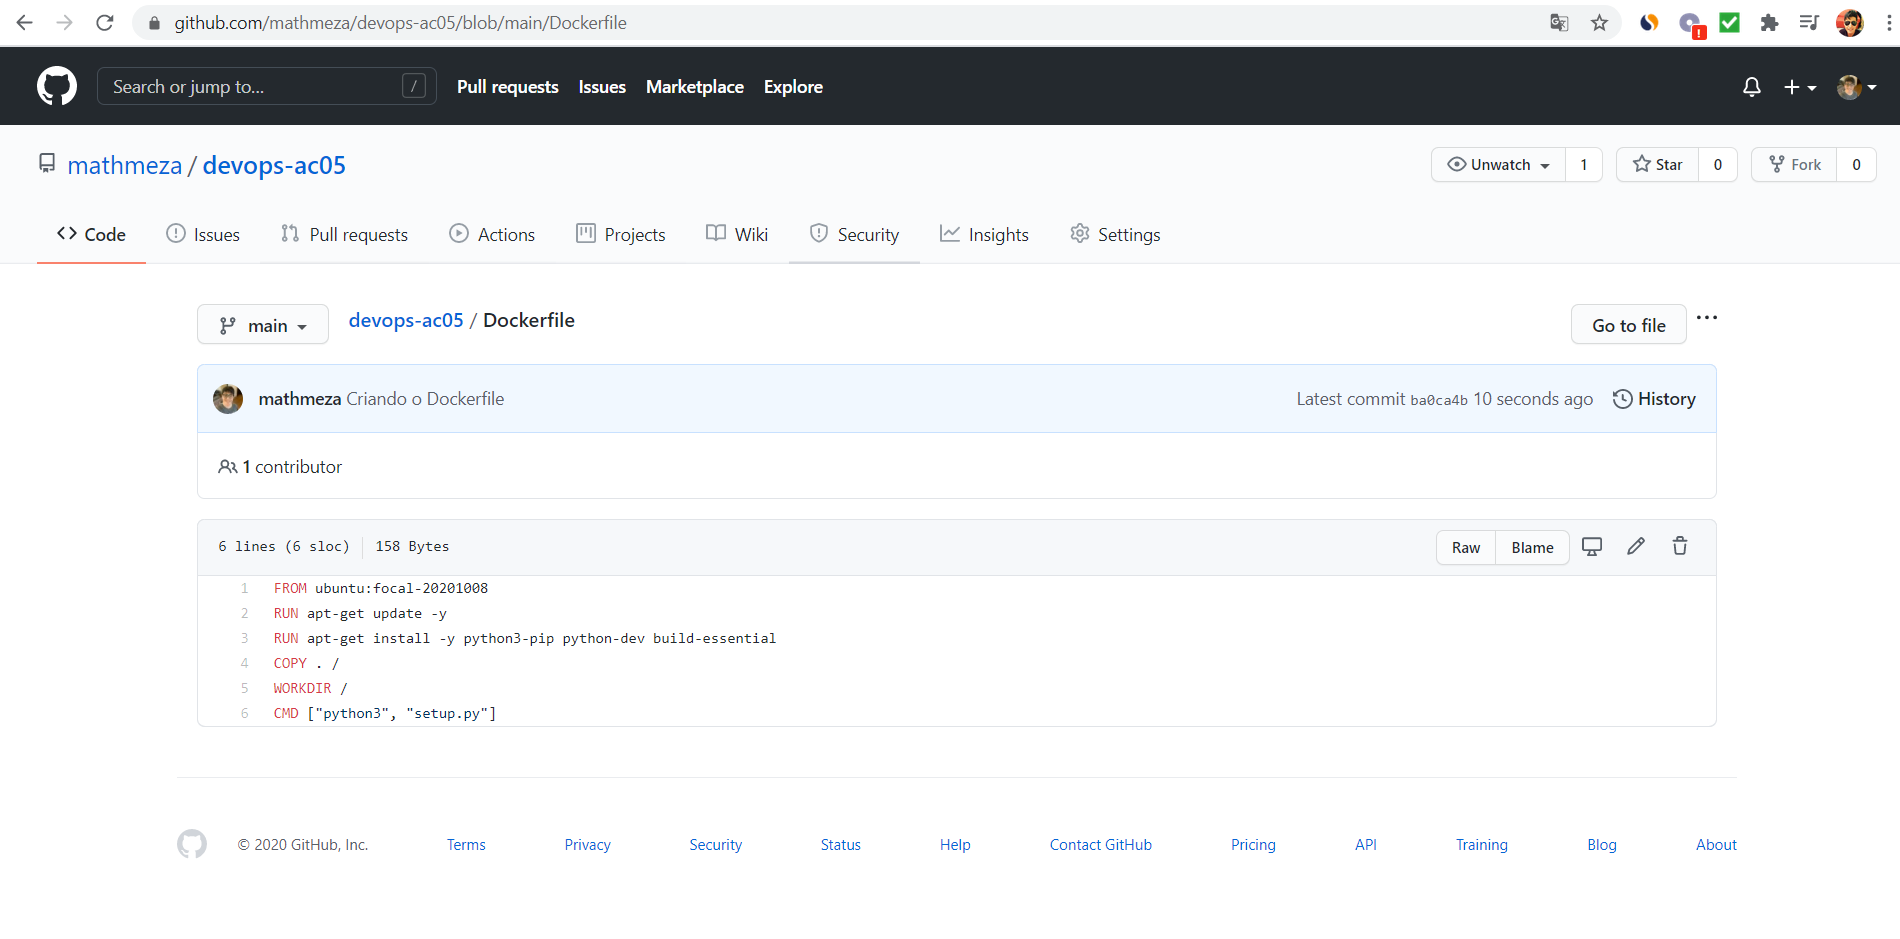 github.com/mathmeza/devops-ac05/blob/main/Dockerfile
Search or jump to... /
Pull requests Issues Marketplace Explore
mathmeza / devops-ac05
Unwatch 1 Star 0 Fork 0
Code Issues Pull requests Actions Projects Wiki Security Insights Settings
main devops-ac05 / Dockerfile Go to file ...
mathmeza Criando o Dockerfile Latest commit ba0ca4b 10 seconds ago History
1 contributor
6 lines (6 sloc) 158 Bytes Raw Blame
1 FROM ubuntu:focal-20201008
2 RUN apt-get update -y
3 RUN apt-get install -y python3-pip python-dev build-essential
4 COPY . /
5 WORKDIR /
6 CMD ["python3", "setup.py"]
© 2020 GitHub, Inc. Terms Privacy Security Status Help Contact GitHub Pricing API Training Blog About